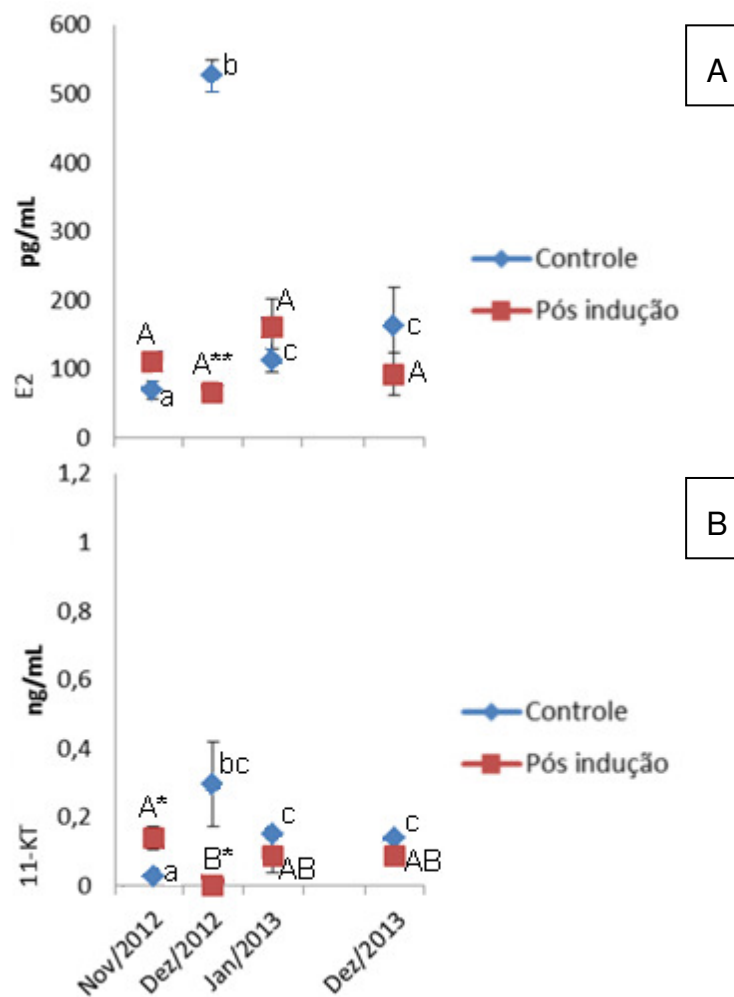 600
500
400
300
200
100
0
pg/mL
E2
b
A
a
A**
A
c
c
A
Controle
Pós indução
A
1,2
1
0,8
0,6
0,4
0,2
0
ng/mL
11-KT
A*
a
bc
B*
c
AB
c
AB
Controle
Pós indução
B
Nov/2012
Dez/2012
Jan/2013
Dez/2013